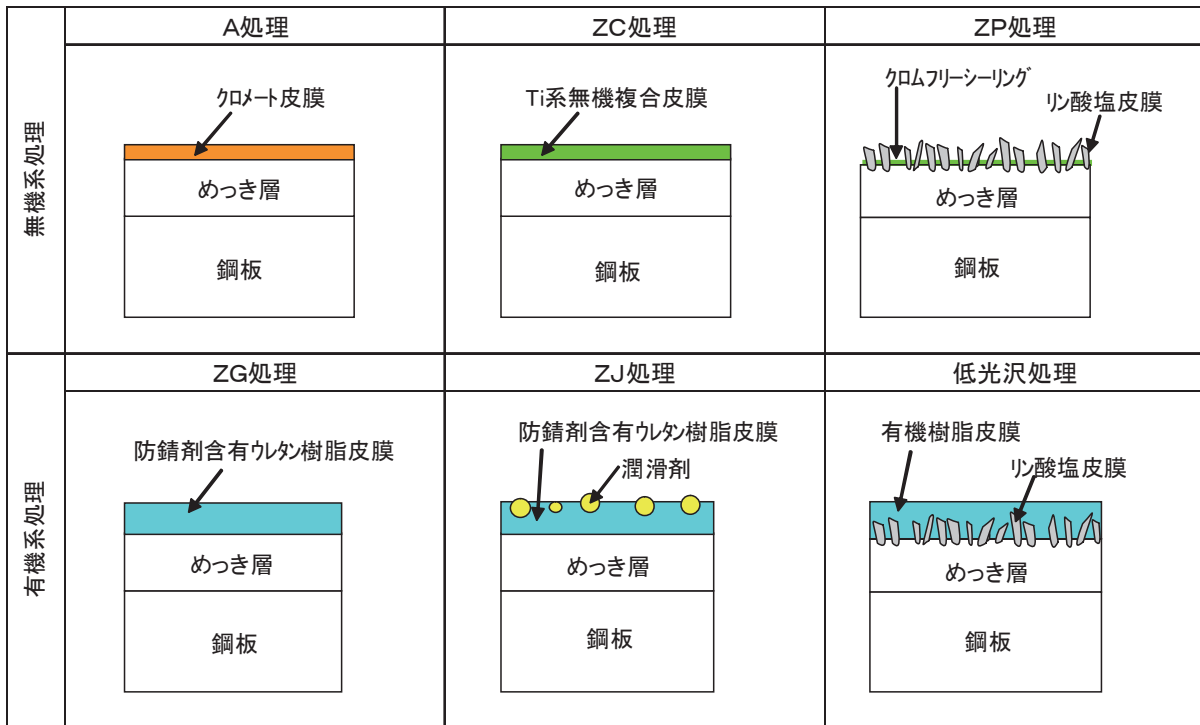 A処理
ZC処理
ZP処理
無機系処理
クロメート皮膜
めっき層
鋼板
Ti系無機複合皮膜
めっき層
鋼板
クロムフリーシーリング
リン酸塩皮膜
めっき層
鋼板
ZG処理
ZJ処理
低光沢処理
有機系処理
防錆剤含有ウレタン樹脂皮膜
めっき層
鋼板
防錆剤含有ウレタン樹脂皮膜
潤滑剤
めっき層
鋼板
有機樹脂皮膜
リン酸塩皮膜
めっき層
鋼板